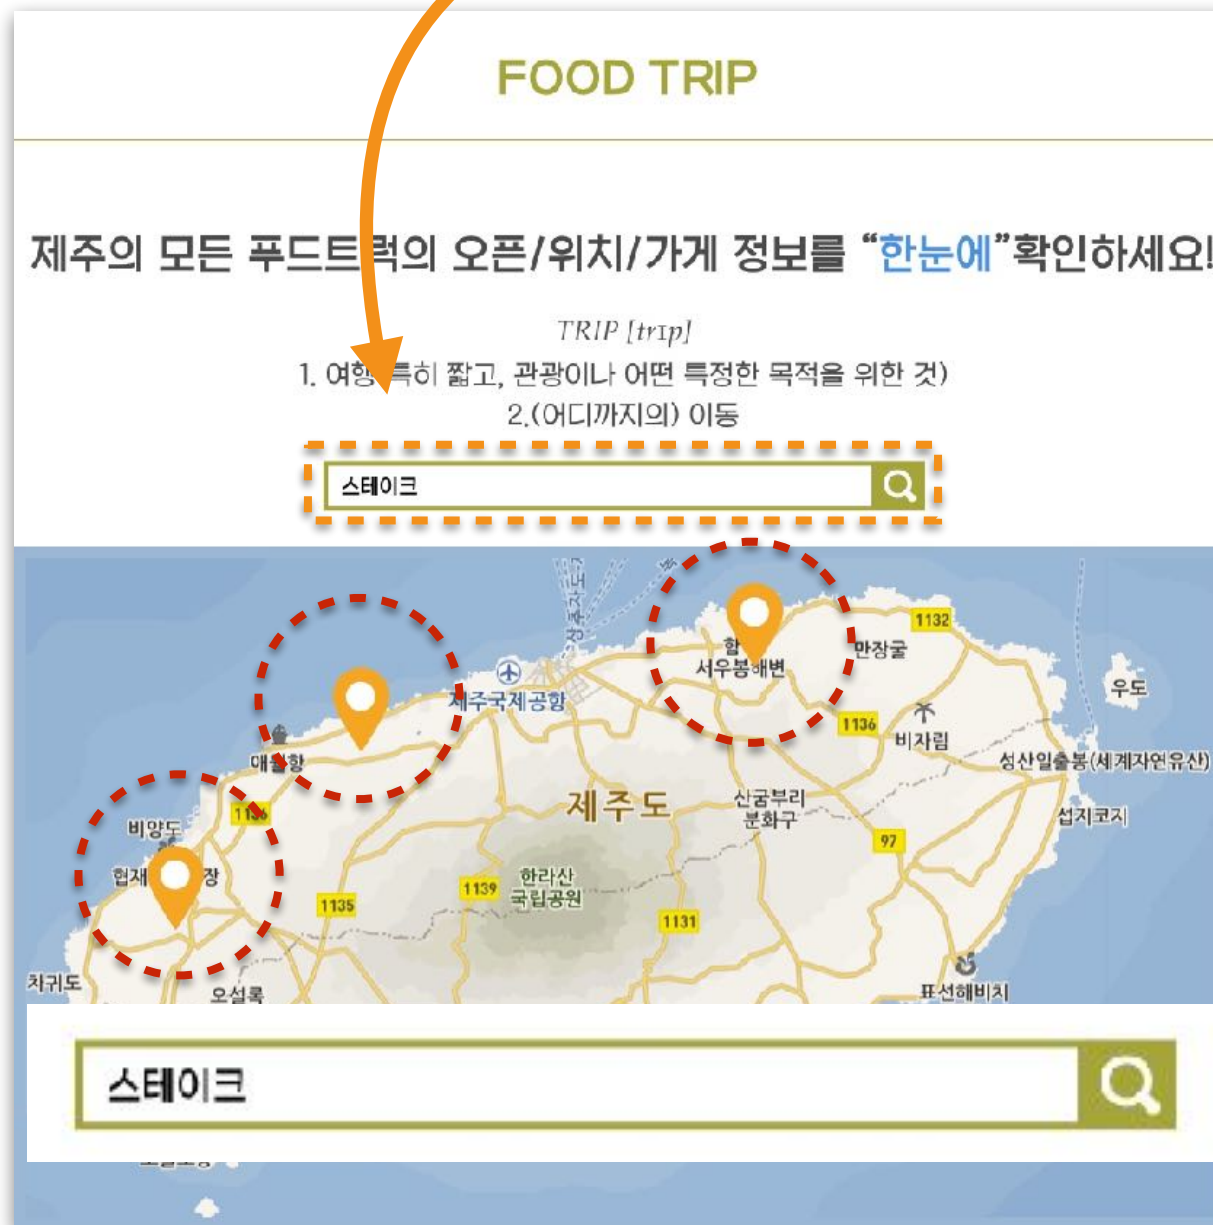 FOOD TRIP
제주의 모든 푸드트럭의 오픈/위치/가게 정보를 “한눈에”확인하세요!
TRIP [trɪp]
1. 여행 특히 짧고, 관광이나 어떤 특정한 목적을 위한 것)
2.(어디까지의) 이동
스테이크
1132
서우봉해변
만장굴
우도
제주국제공항
1136
비자림
성산일출봉(세계자연유산)
제주도
산굼부리
분화구
섭지코지
1136
비양도
97
협재
장
한라산
국립공원
1139
1135
1131
차귀도
오설록
표선해비치
스테이크